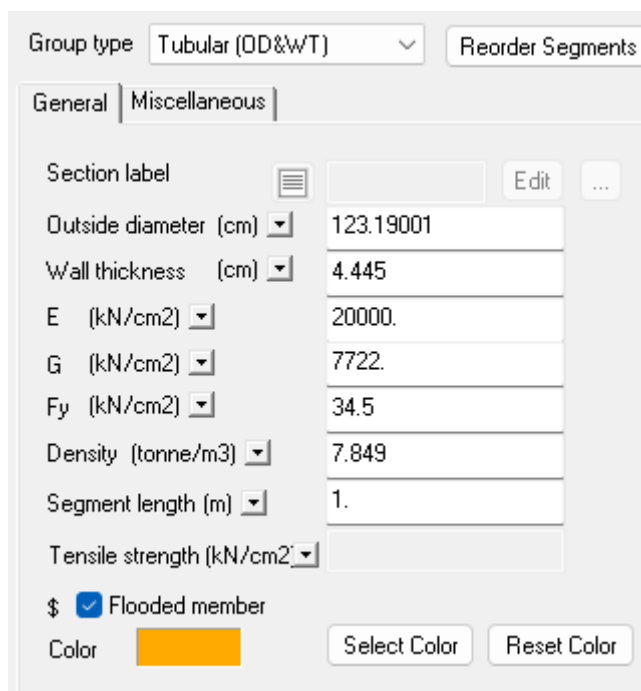 Group type Tubular (OD&WT) Reorder Segments
General Miscellaneous
Section label Edit ...
Outside diameter (cm) 123.19001
Wall thickness (cm) 4.445
E (kN/cm2) 20000.
G (kN/cm2) 7722.
Fy (kN/cm2) 34.5
Density (tonne/m3) 7.849
Segment length (m) 1.
Tensile strength (kN/cm2)
$ Flooded member
Color Select Color Reset Color